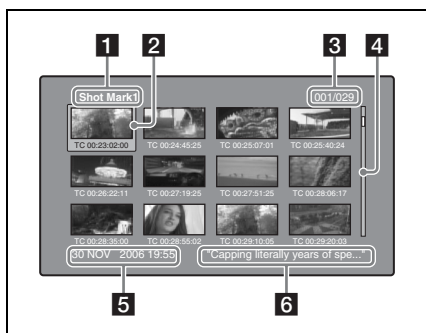 1 2 3 4
Shot Mark1 001/029
TC 00:23:02:00 TC 00:24:45:25 TC 00:25:07:01 TC 00:25:40:24
TC 00:26:22:11 TC 00:27:19:25 TC 00:27:51:25 TC 00:28:06:17
TC 00:28:35:00 TC 00:28:55:02 TC 00:29:10:05 TC 00:29:20:03
30 NOV 2006 19:55 "Capping literally years of spe..."
5 6